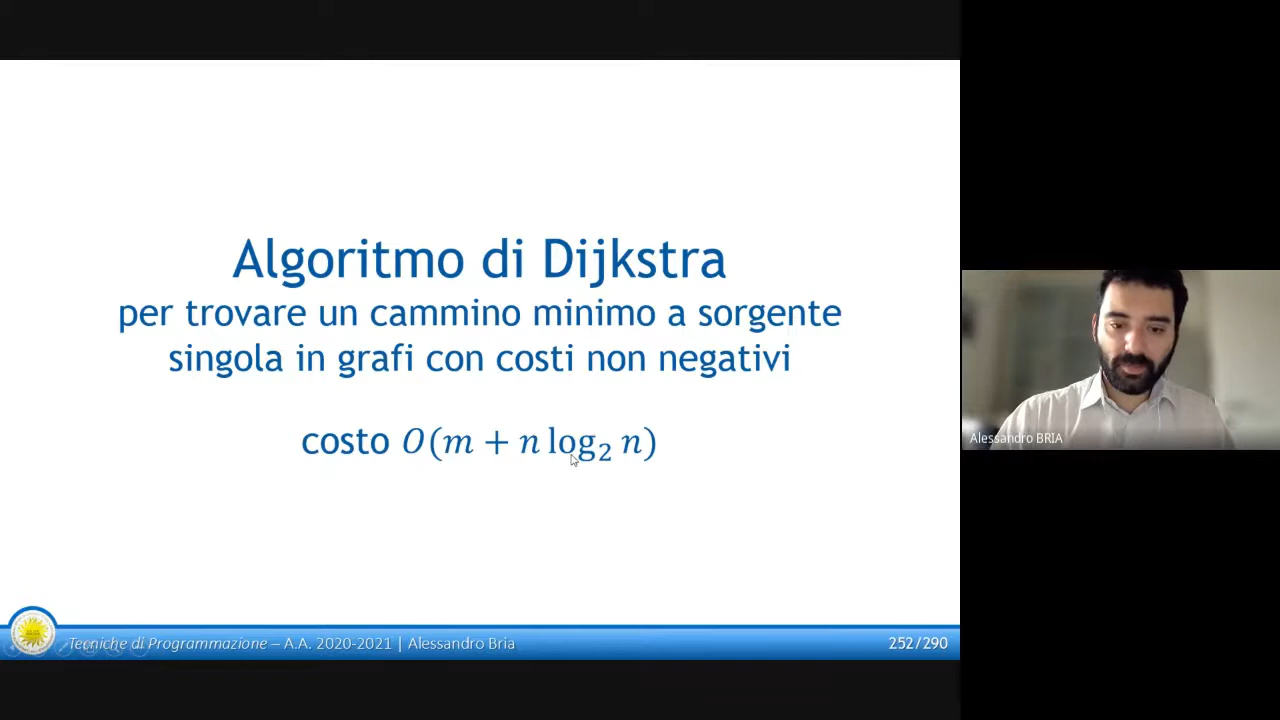 Algoritmo di Dijkstra
per trovare un cammino minimo a sorgente
singola in grafi con costi non negativi
costo O(m + n log₂ n)
Alessandro BRIA
Tecniche di Programmazione – A.A. 2020-2021 | Alessandro Bria
252/290